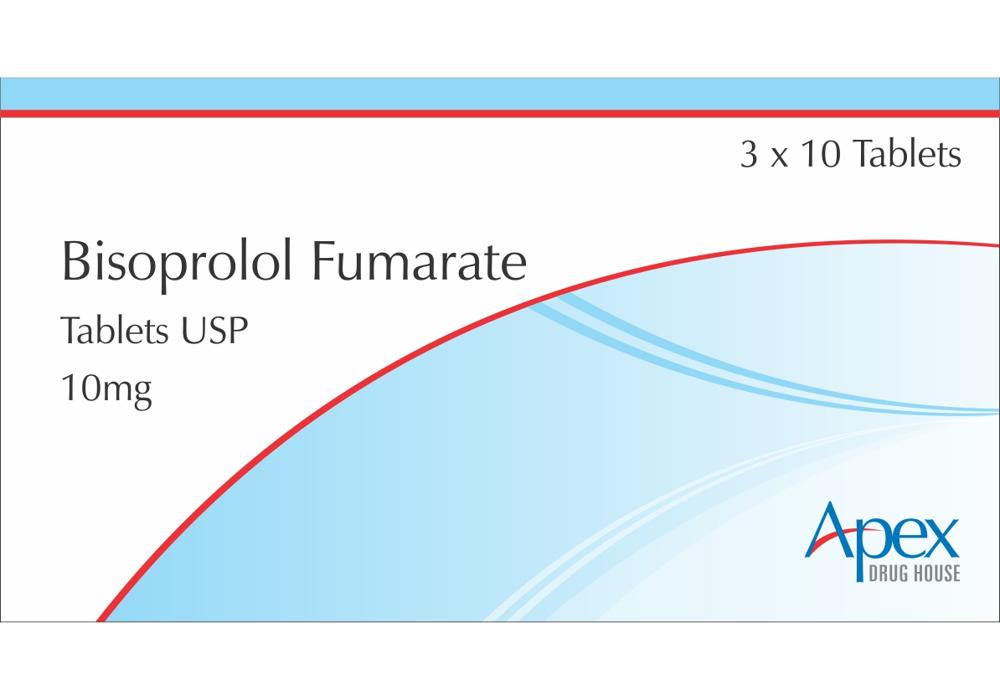 3 x 10 Tablets
Bisoprolol Fumarate
Tablets USP
10mg
Apex
DRUG HOUSE